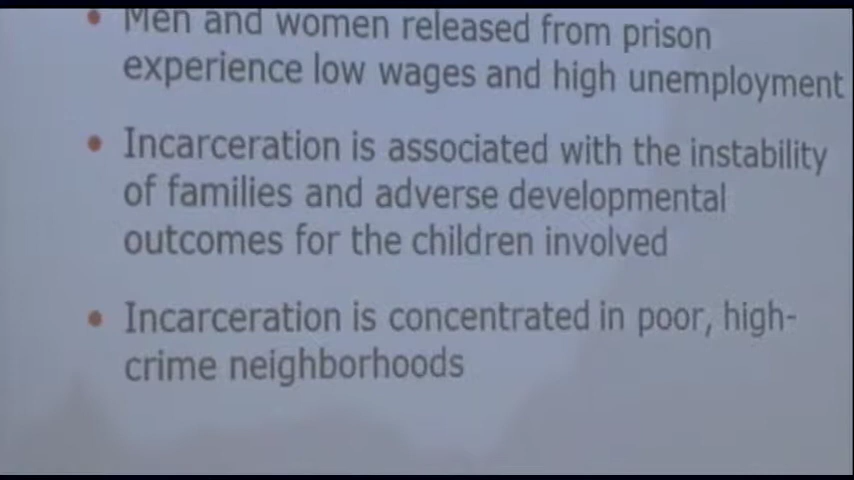 • Men and women released from prison
experience low wages and high unemployment
• Incarceration is associated with the instability
of families and adverse developmental
outcomes for the children involved
• Incarceration is concentrated in poor, high-
crime neighborhoods